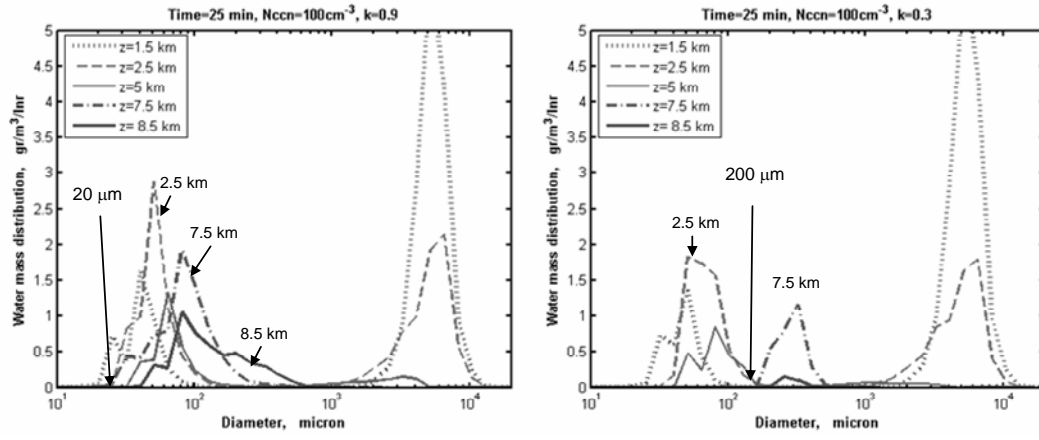 Time=25 min, Nccn=100cm⁻³, k=0.9
Water mass distribution, gr/m³/lnr
5
4.5
4
3.5
3
2.5
2
1.5
1
0.5
0
z=1.5 km
z=2.5 km
z=5 km
z=7.5 km
z= 8.5 km
20 μm
2.5 km
7.5 km
8.5 km
10¹
10²
10³
10⁴
Diameter, micron
Time=25 min, Nccn=100cm⁻³, k=0.3
Water mass distribution, gr/m³/lnr
5
4.5
4
3.5
3
2.5
2
1.5
1
0.5
0
z=1.5 km
z=2.5 km
z=5 km
z=7.5 km
z= 8.5 km
200 μm
2.5 km
7.5 km
10¹
10²
10³
10⁴
Diameter, micron